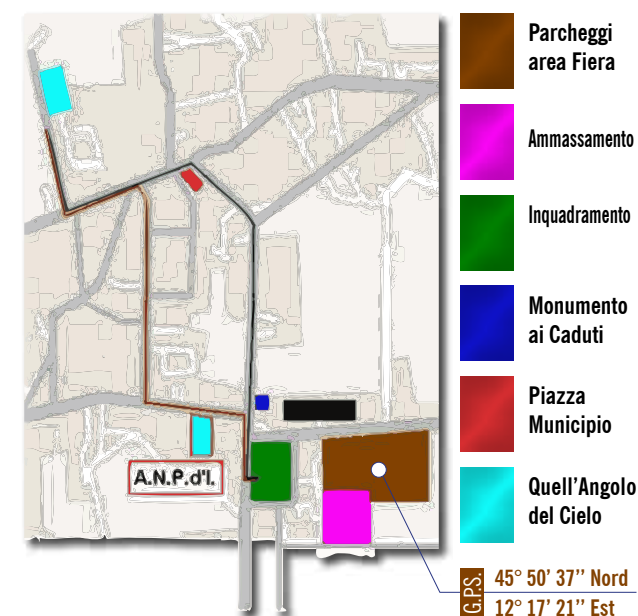 Parcheggi
area Fiera
Ammassamento
Inquadramento
Monumento
ai Caduti
Piazza
Municipio
Quell'Angolo
del Cielo
A.N.P.d'I.
G.P.S.
45° 50' 37'' Nord
12° 17' 21'' Est